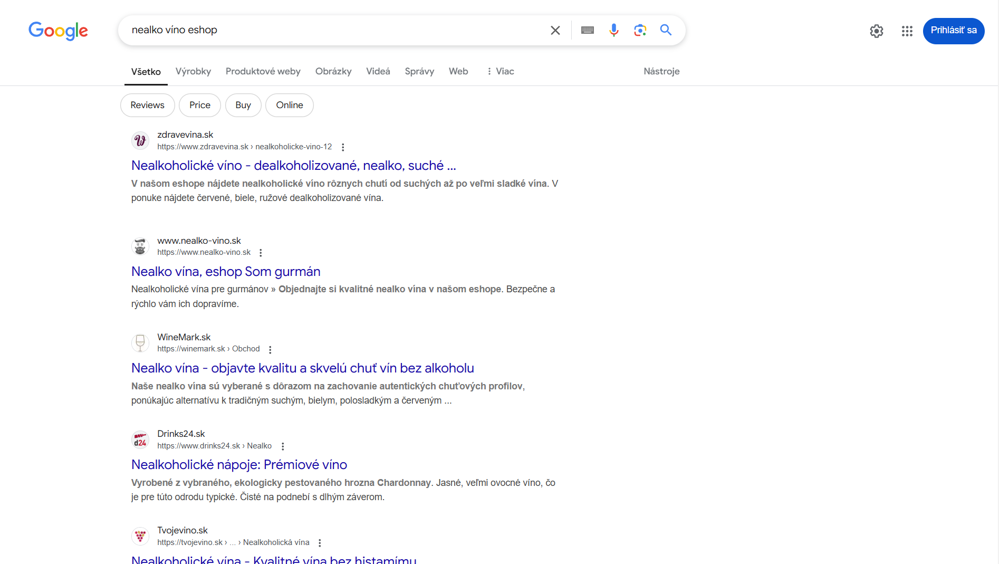 Google
nealko víno eshop
Prihlásiť sa
Všetko
Výrobky
Produktové weby
Obrázky
Videá
Správy
Web
Viac
Nástroje
Reviews
Price
Buy
Online
zdravevina.sk
https://www.zdravevina.sk › nealkoholicke-vino-12
Nealkoholické víno - dealkoholizované, nealko, suché ...
V našom eshope nájdete nealkoholické víno rôznych chutí od suchých až po veľmi sladké vína. V
ponuke nájdete červené, biele, ružové dealkoholizované vína.
www.nealko-vino.sk
https://www.nealko-vino.sk
Nealko vína, eshop Som gurmán
Nealkoholické vína pre gurmánov » Objednajte si kvalitné nealko vína v našom eshope. Bezpečne a
rýchlo vám ich dopravíme.
WineMark.sk
https://winemark.sk › Obchod
Nealko vína - objavte kvalitu a skvelú chuť vín bez alkoholu
Naše nealko vína sú vyberané s dôrazom na zachovanie autentických chuťových profilov,
ponúkajúc alternatívu k tradičným suchým, bielym, polosladkým a červeným ...
d24
Drinks24.sk
https://www.drinks24.sk › Nealko
Nealkoholické nápoje: Prémiové víno
Vyrobené z vybraného, ekologicky pestovaného hrozna Chardonnay. Jasné, veľmi ovocné víno, čo
je pre túto odrodu typické. Čisté na podnebí s dlhým záverom.
Tvojevino.sk
https://tvojevino.sk › ... › Nealkoholická vína
Nealkoholické vína - Kvalitné vína bez histamímu